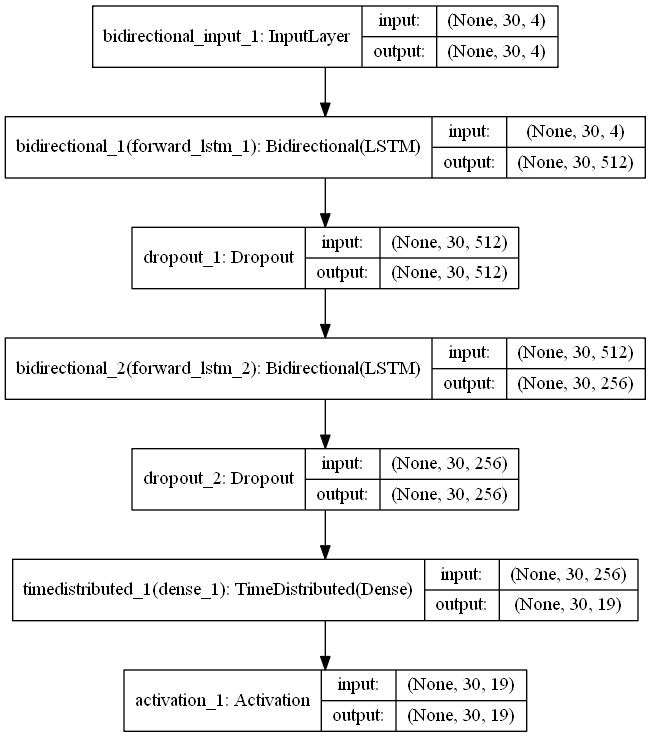 bidirectional_input_1: InputLayer
input:
(None, 30, 4)
output:
(None, 30, 4)
bidirectional_1(forward_lstm_1): Bidirectional(LSTM)
input:
(None, 30, 4)
output:
(None, 30, 512)
dropout_1: Dropout
input:
(None, 30, 512)
output:
(None, 30, 512)
bidirectional_2(forward_lstm_2): Bidirectional(LSTM)
input:
(None, 30, 512)
output:
(None, 30, 256)
dropout_2: Dropout
input:
(None, 30, 256)
output:
(None, 30, 256)
timedistributed_1(dense_1): TimeDistributed(Dense)
input:
(None, 30, 256)
output:
(None, 30, 19)
activation_1: Activation
input:
(None, 30, 19)
output:
(None, 30, 19)